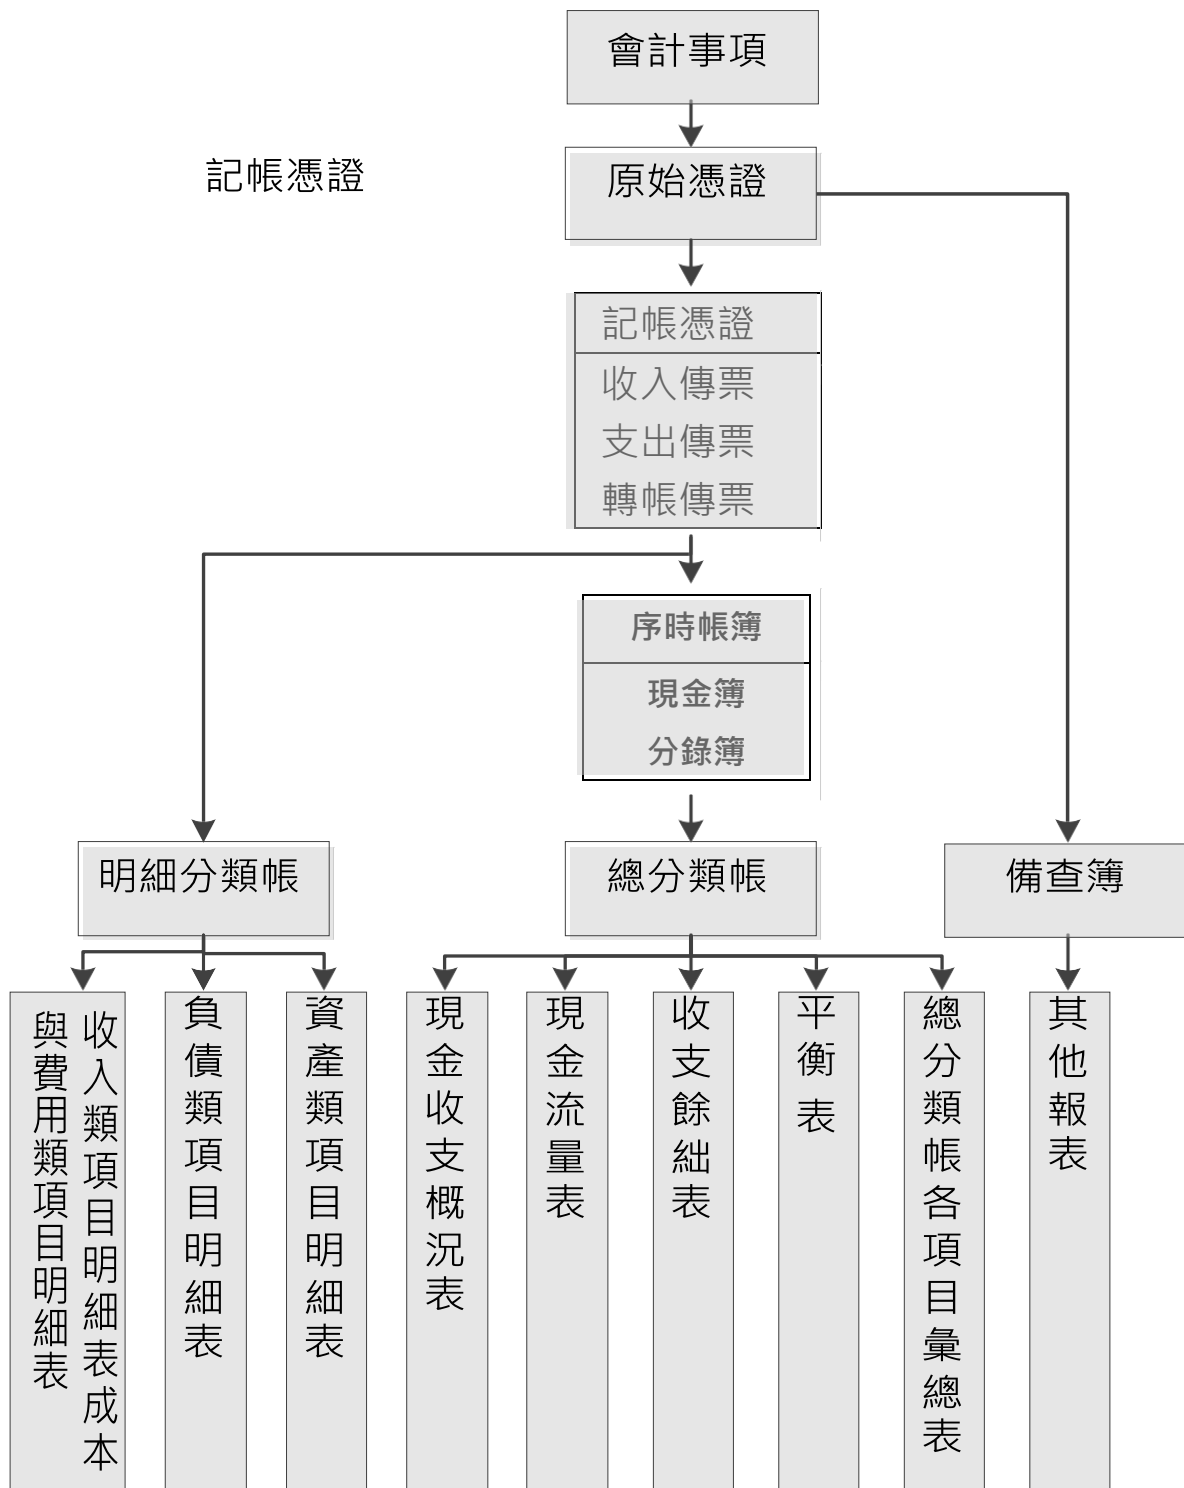 會計事項
記帳憑證
原始憑證
記帳憑證
收入傳票
支出傳票
轉帳傳票
序時帳簿
現金簿
分錄簿
明細分類帳
總分類帳
備查簿
收入類項目明細表成本
與費用類項目明細表
負債類項目明細表
資產類項目明細表
現金收支概況表
現金流量表
收支餘絀表
平衡表
總分類帳各項目彙總表
其他報表